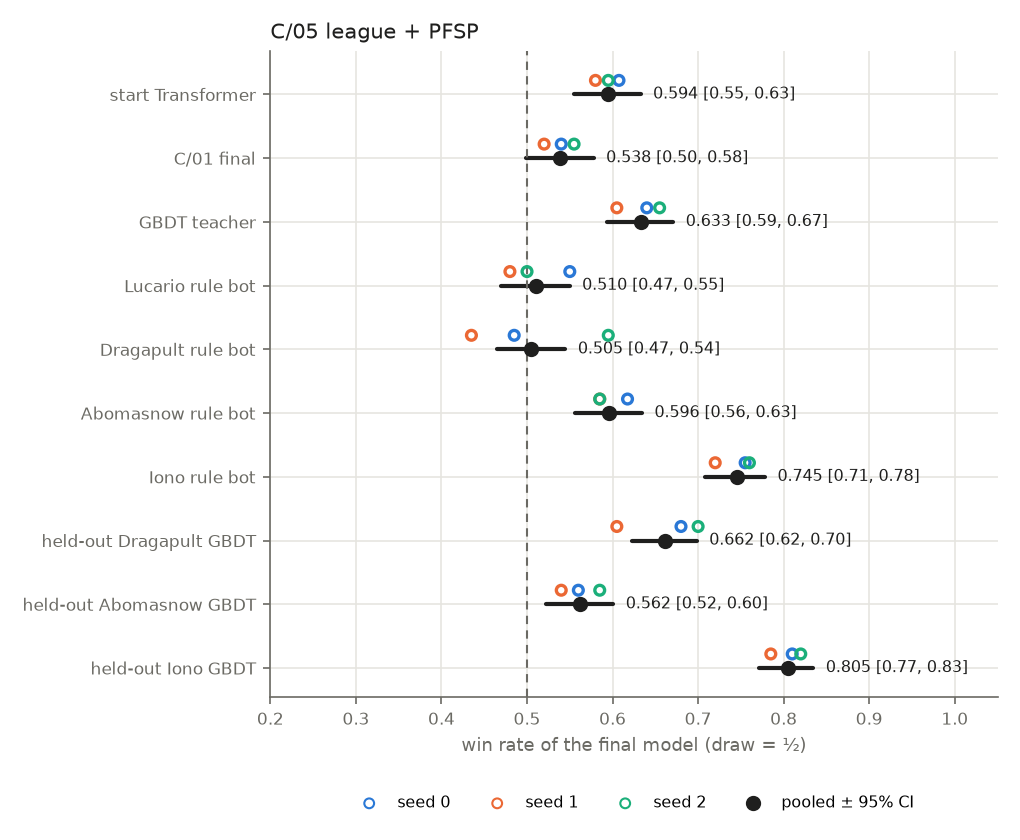 C/05 league + PFSP
start Transformer
0.594 [0.55, 0.63]
C/01 final
0.538 [0.50, 0.58]
GBDT teacher
0.633 [0.59, 0.67]
Lucario rule bot
0.510 [0.47, 0.55]
Dragapult rule bot
0.505 [0.47, 0.54]
Abomasnow rule bot
0.596 [0.56, 0.63]
Iono rule bot
0.745 [0.71, 0.78]
held-out Dragapult GBDT
0.662 [0.62, 0.70]
held-out Abomasnow GBDT
0.562 [0.52, 0.60]
held-out Iono GBDT
0.805 [0.77, 0.83]
0.2 0.3 0.4 0.5 0.6 0.7 0.8 0.9 1.0
win rate of the final model (draw = ½)
seed 0 seed 1 seed 2 pooled ± 95% CI